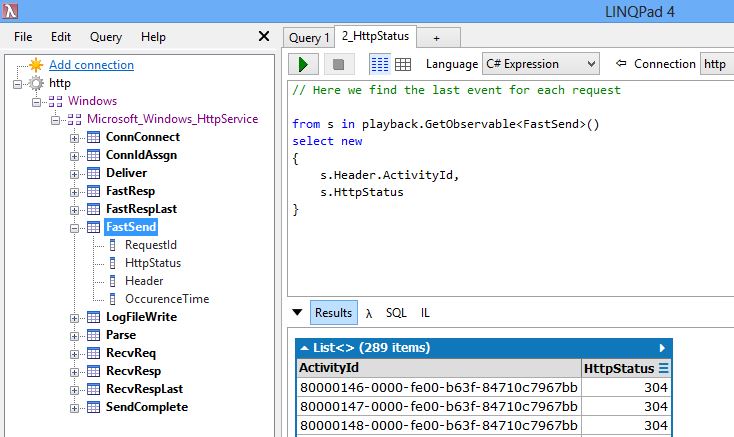 LINQPad 4
File Edit Query Help
Query 1 2_HttpStatus +
Add connection
http
Windows
Microsoft_Windows_HttpService
ConnConnect
ConnIdAssgn
Deliver
FastResp
FastRespLast
FastSend
RequestId
HttpStatus
Header
OccurenceTime
LogFileWrite
Parse
RecvReq
RecvResp
RecvRespLast
SendComplete
Language C# Expression Connection http
// Here we find the last event for each request
from s in playback.GetObservable<FastSend>()
select new
{
s.Header.ActivityId,
s.HttpStatus
}
Results λ SQL IL
List<> (289 items)
ActivityId HttpStatus
80000146-0000-fe00-b63f-84710c7967bb 304
80000147-0000-fe00-b63f-84710c7967bb 304
80000148-0000-fe00-b63f-84710c7967bb 304